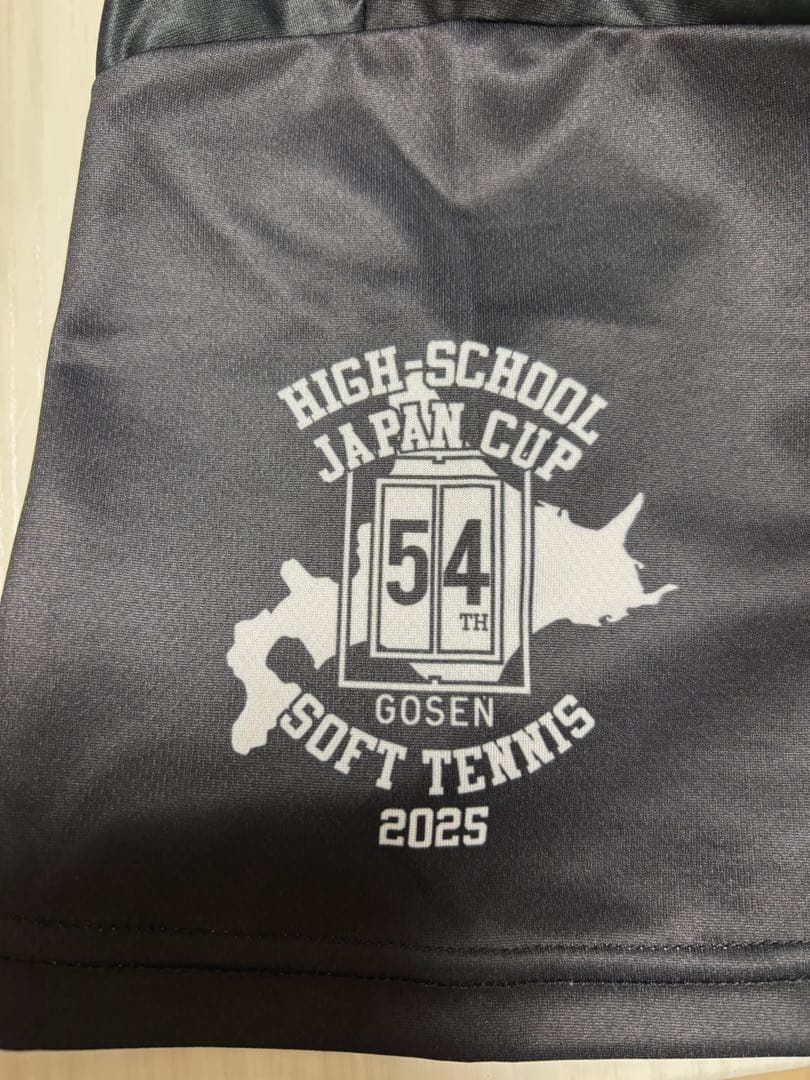 HIGH-SCHOOL
JAPAN CUP
54
TH
GOSEN
SOFT TENNIS
2025